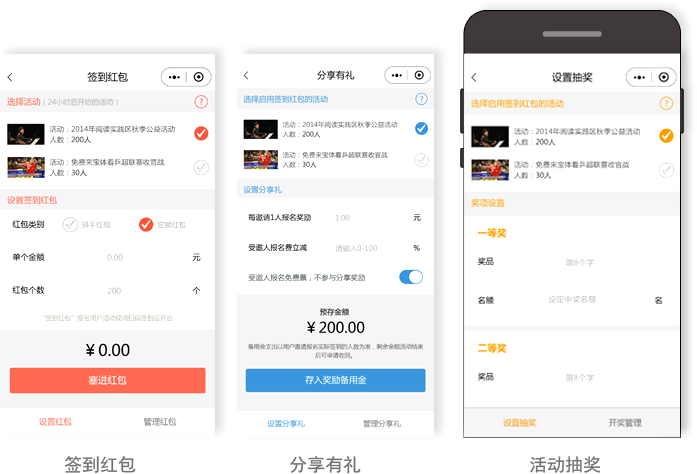 签到红包
选择活动（24小时后开始的活动）
?
活动：2014年阅读实践区秋季公益活动
人数：200人
活动：免费来宝体看乒超联赛收官战
人数：30人
设置签到红包
红包类别 拼手红包 定额红包
单个金额 0.00 元
红包个数 200 个
“签到红包”报名用户活动现场扫码签到后开启
¥ 0.00
塞进红包
设置红包 管理红包
签到红包
分享有礼
选择启用签到红包的活动
?
活动：2014年阅读实践区秋季公益活动
人数：200人
活动：免费来宝体看乒超联赛收官战
人数：30人
设置分享礼
每邀请1人报名奖励 1.00 元
受邀人报名费立减 请输入0-100 %
受邀人报名免费票，不参与分享奖励
预存金额
¥ 200.00
备用金支出以用户邀请报名实际签到的人数为准，剩余金额活动结束
后可申请收回。
存入奖励备用金
设置分享礼 管理分享礼
分享有礼
设置抽奖
选择启用签到红包的活动
?
活动：2014年阅读实践区秋季公益活动
人数：200人
活动：免费来宝体看乒超联赛收官战
人数：30人
奖项设置
一等奖
奖品 限8个字
名额 设定中奖名额 名
二等奖
奖品 限8个字
设置抽奖 开奖管理
活动抽奖